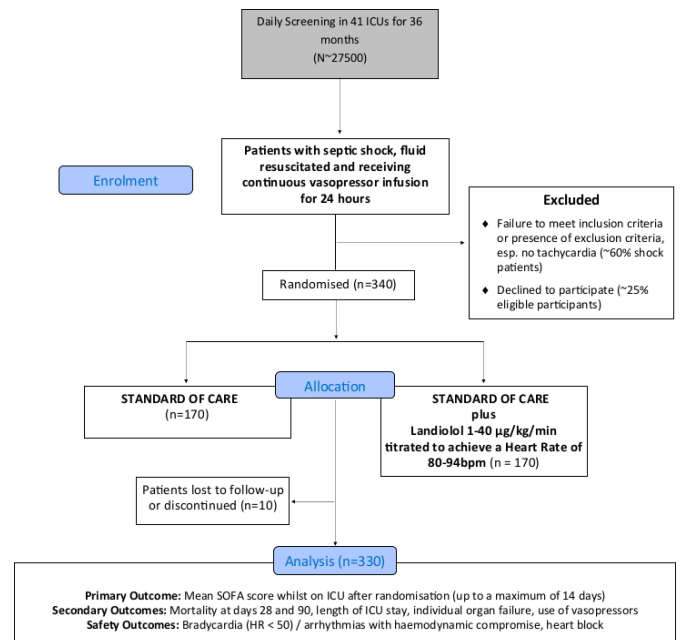 Daily Screening in 41 ICUs for 36
months
(N~27500)
Patients with septic shock, fluid
resuscitated and receiving
continuous vasopressor infusion
for 24 hours
Enrolment
Excluded
♦ Failure to meet inclusion criteria
or presence of exclusion criteria,
esp. no tachycardia (~60% shock
patients)
♦ Declined to participate (~25%
eligible participants)
Randomised (n=340)
Allocation
STANDARD OF CARE
(n=170)
STANDARD OF CARE
plus
Landiolol 1-40 µg/kg/min
titrated to achieve a Heart Rate of
80-94bpm (n = 170)
Patients lost to follow-up
or discontinued (n=10)
Analysis (n=330)
Primary Outcome: Mean SOFA score whilst on ICU after randomisation (up to a maximum of 14 days)
Secondary Outcomes: Mortality at days 28 and 90, length of ICU stay, individual organ failure, use of vasopressors
Safety Outcomes: Bradycardia (HR < 50) / arrhythmias with haemodynamic compromise, heart block